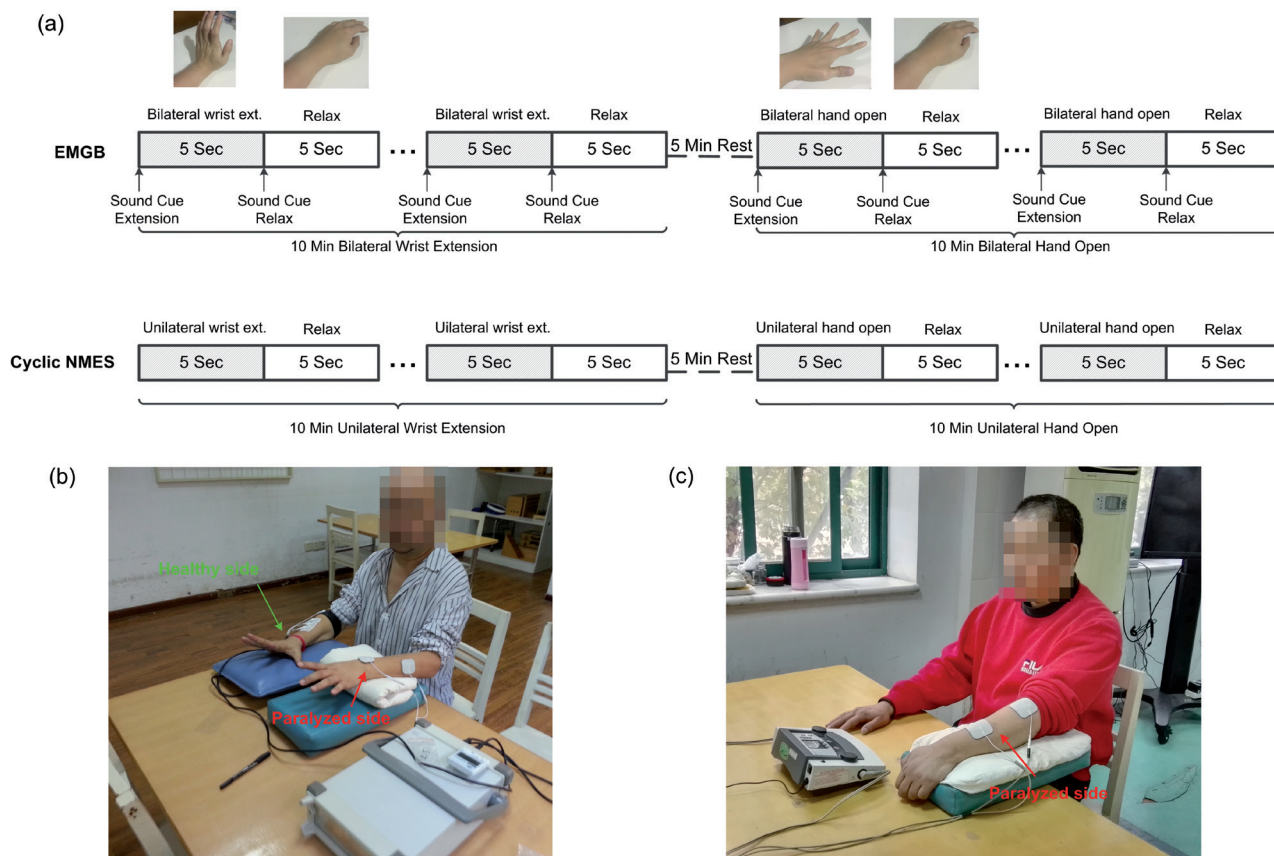 (a)
Bilateral wrist ext. Relax Bilateral wrist ext. Relax Bilateral hand open Relax Bilateral hand open Relax
EMGB 5 Sec 5 Sec ... 5 Sec 5 Sec 5 Min Rest 5 Sec 5 Sec ... 5 Sec 5 Sec
Sound Cue Sound Cue Sound Cue Sound Cue Sound Cue Sound Cue Sound Cue Sound Cue
Extension Relax Extension Relax Extension Relax Extension Relax
10 Min Bilateral Wrist Extension 10 Min Bilateral Hand Open
Unilateral wrist ext. Relax Uilateral wrist ext. Unilateral hand open Relax Unilateral hand open Relax
Cyclic NMES 5 Sec 5 Sec ... 5 Sec 5 Sec 5 Min Rest 5 Sec 5 Sec ... 5 Sec 5 Sec
10 Min Unilateral Wrist Extension 10 Min Unilateral Hand Open
(b) (c)
Healthy side
Paralyzed side
Paralyzed side